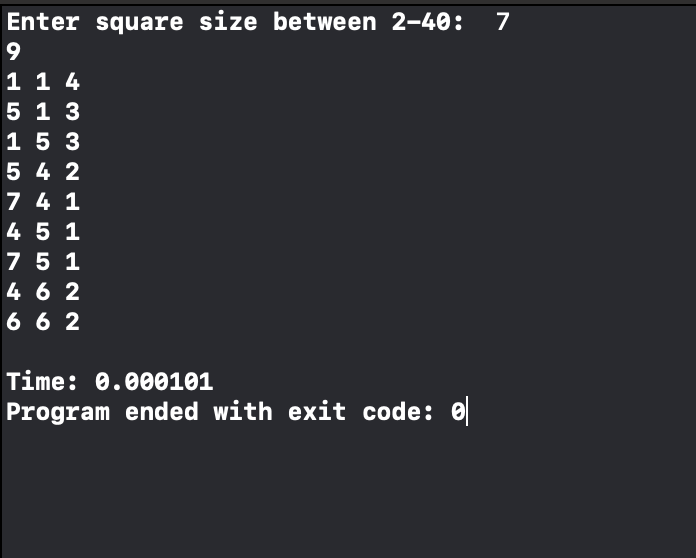 Enter square size between 2-40:  7
9
1 1 4
5 1 3
1 5 3
5 4 2
7 4 1
4 5 1
7 5 1
4 6 2
6 6 2
Time: 0.000101
Program ended with exit code: 0